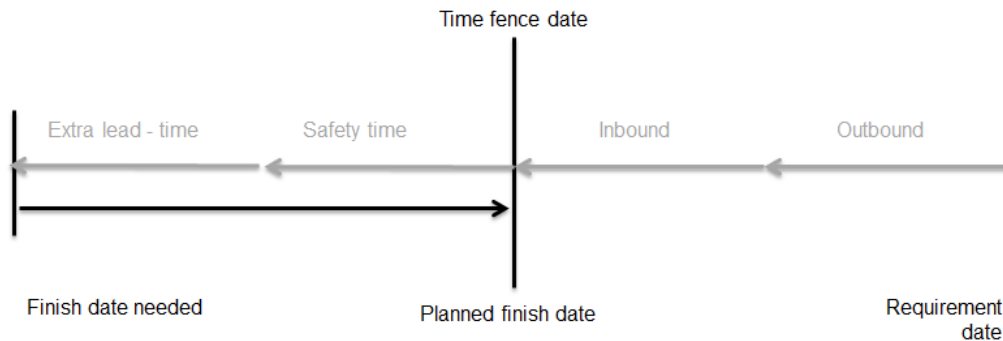 Time fence date
Extra lead - time
Safety time
Inbound
Outbound
Finish date needed
Planned finish date
Requirement
date